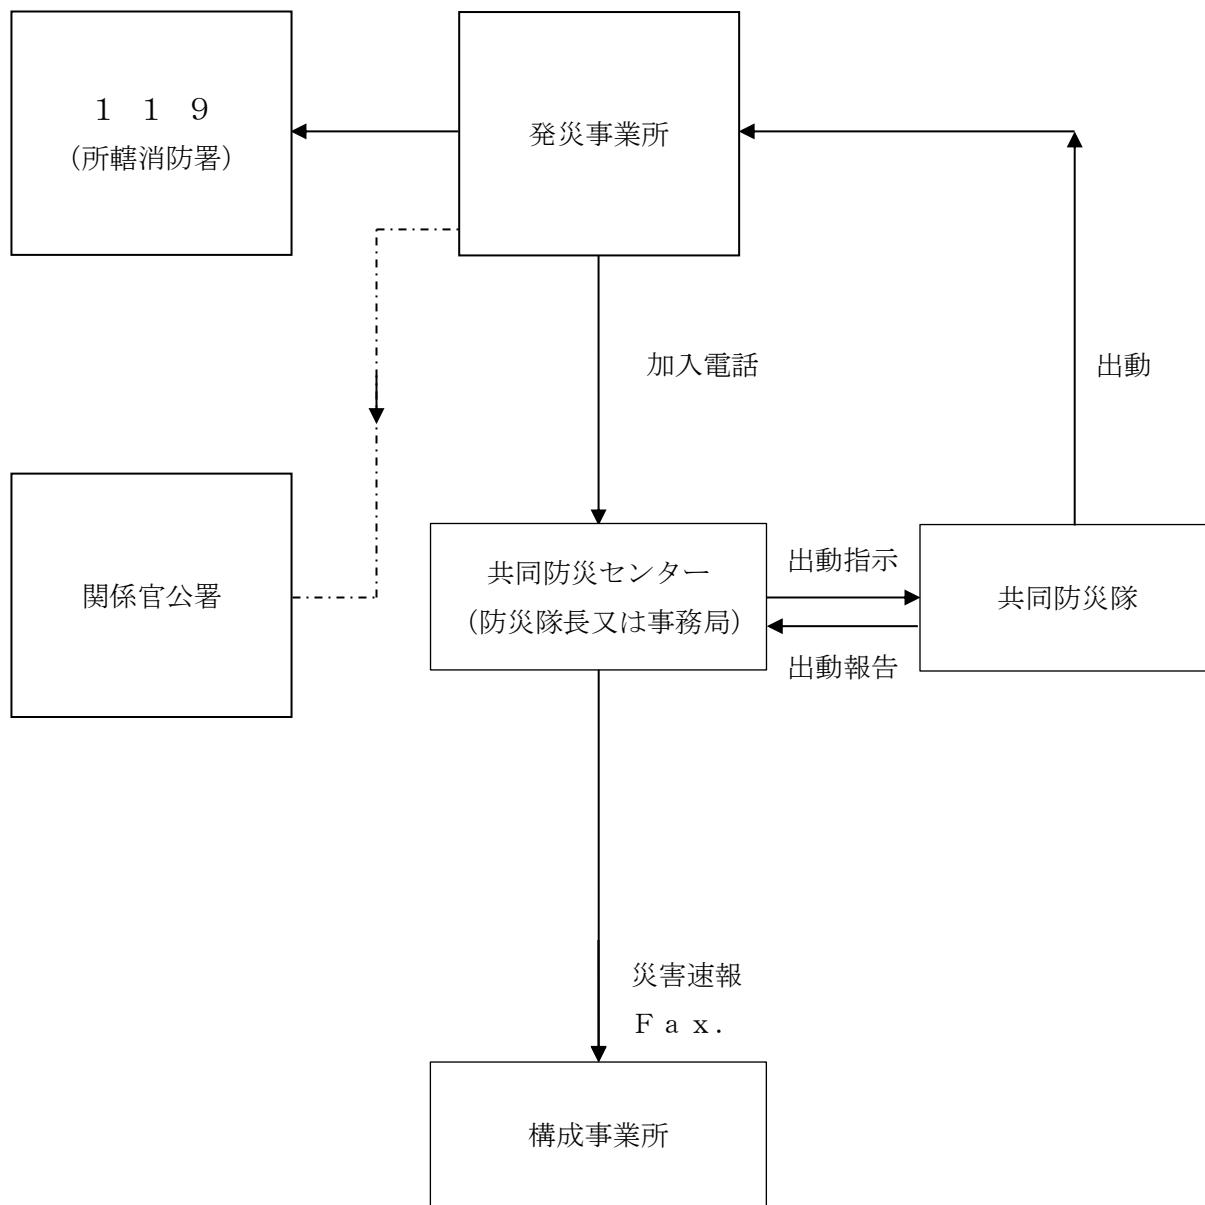 １１９
（所轄消防署）
発災事業所
加入電話
出動
関係官公署
共同防災センター
（防災隊長又は事務局）
出動指示
出動報告
共同防災隊
災害速報
Ｆａｘ．
構成事業所